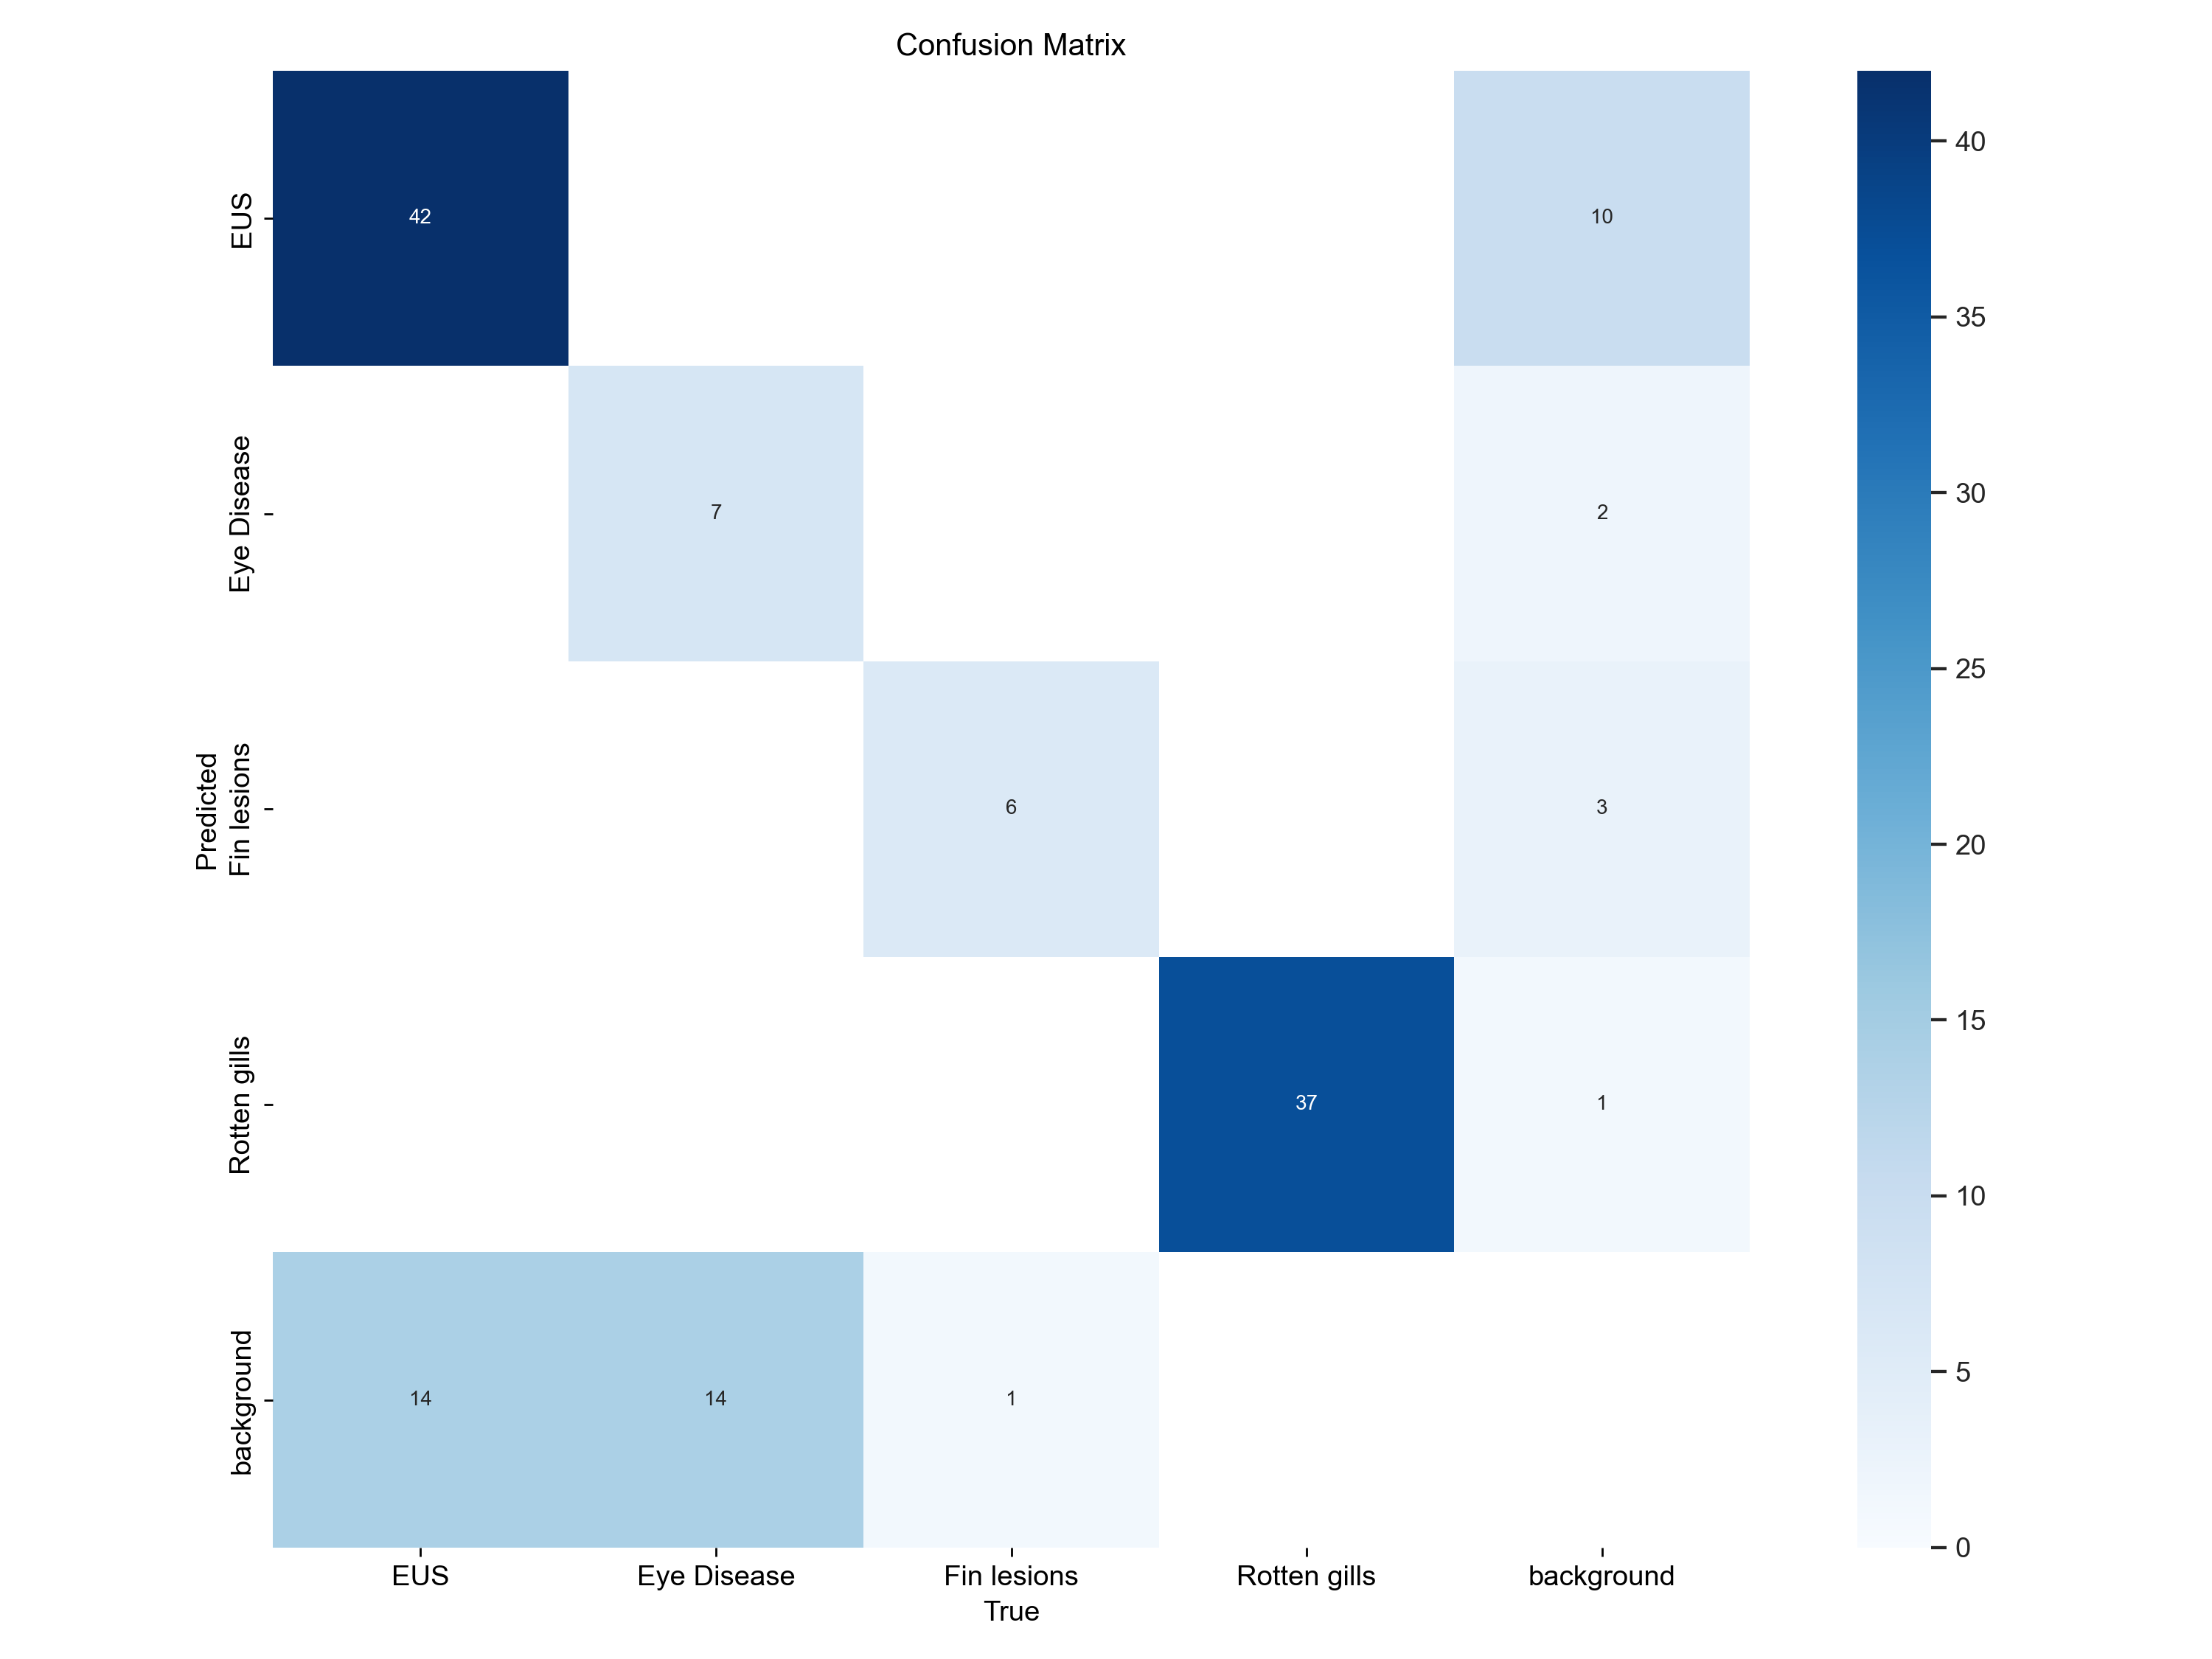 Confusion Matrix
EUS
42
10
40
35
Eye Disease
7
2
30
25
Predicted
Fin lesions
6
3
20
15
Rotten gills
37
1
10
5
background
14
14
1
0
EUS
Eye Disease
Fin lesions
Rotten gills
background
True